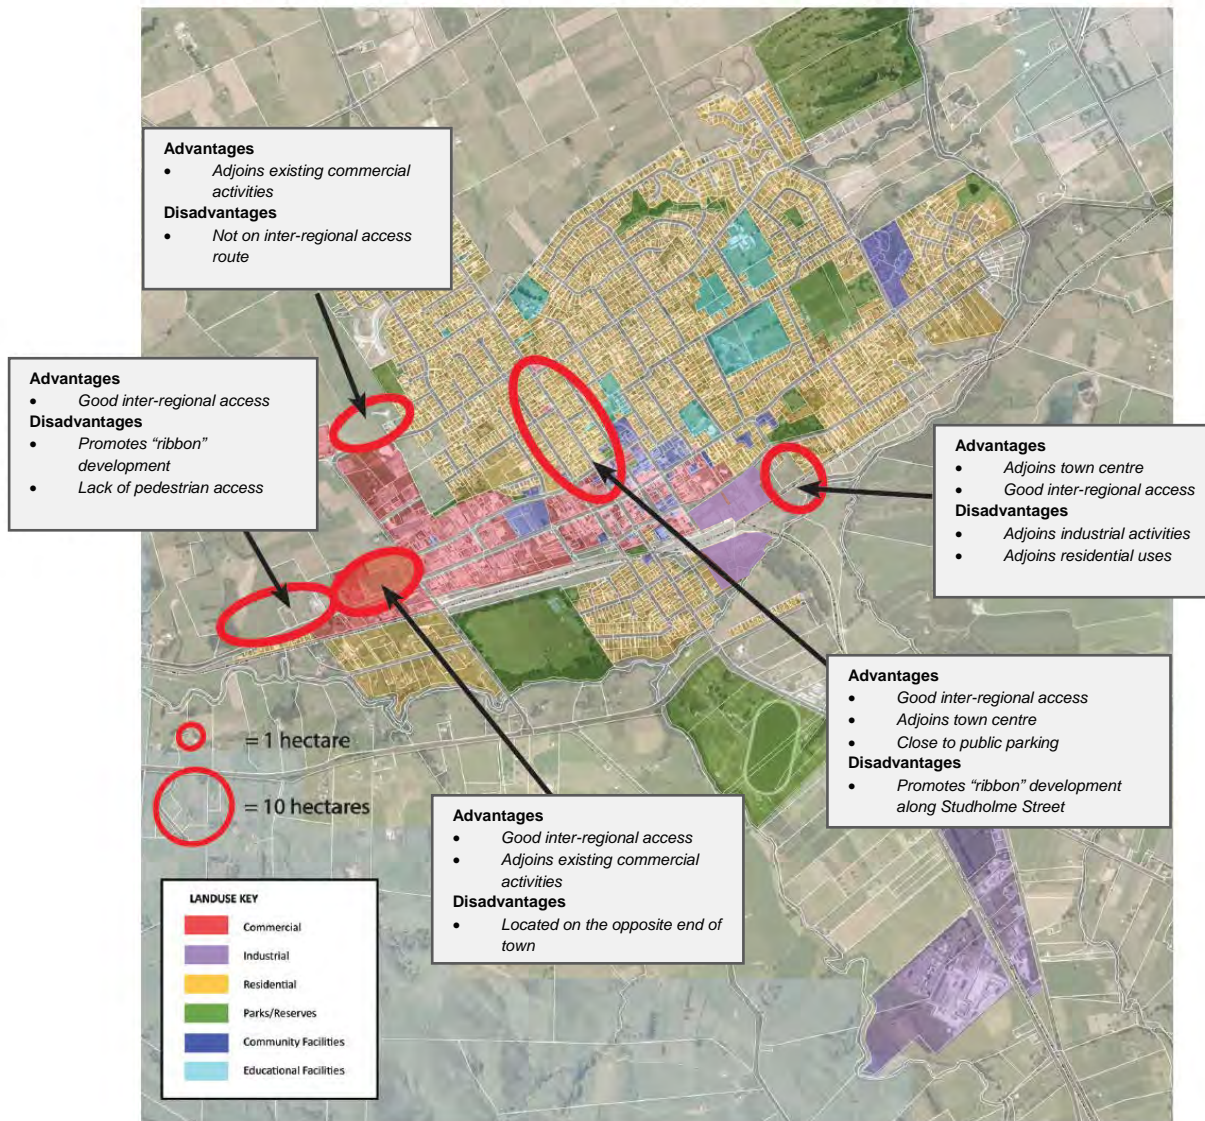 Advantages
• Adjoins existing commercial
activities
Disadvantages
• Not on inter-regional access
route
Advantages
• Good inter-regional access
Disadvantages
• Promotes “ribbon”
development
• Lack of pedestrian access
Advantages
• Adjoins town centre
• Good inter-regional access
Disadvantages
• Adjoins industrial activities
• Adjoins residential uses
Advantages
• Good inter-regional access
• Adjoins town centre
• Close to public parking
Disadvantages
• Promotes “ribbon” development
along Studholme Street
Advantages
• Good inter-regional access
• Adjoins existing commercial
activities
Disadvantages
• Located on the opposite end of
town
= 1 hectare
= 10 hectares
LANDUSE KEY
Commercial
Industrial
Residential
Parks/Reserves
Community Facilities
Educational Facilities